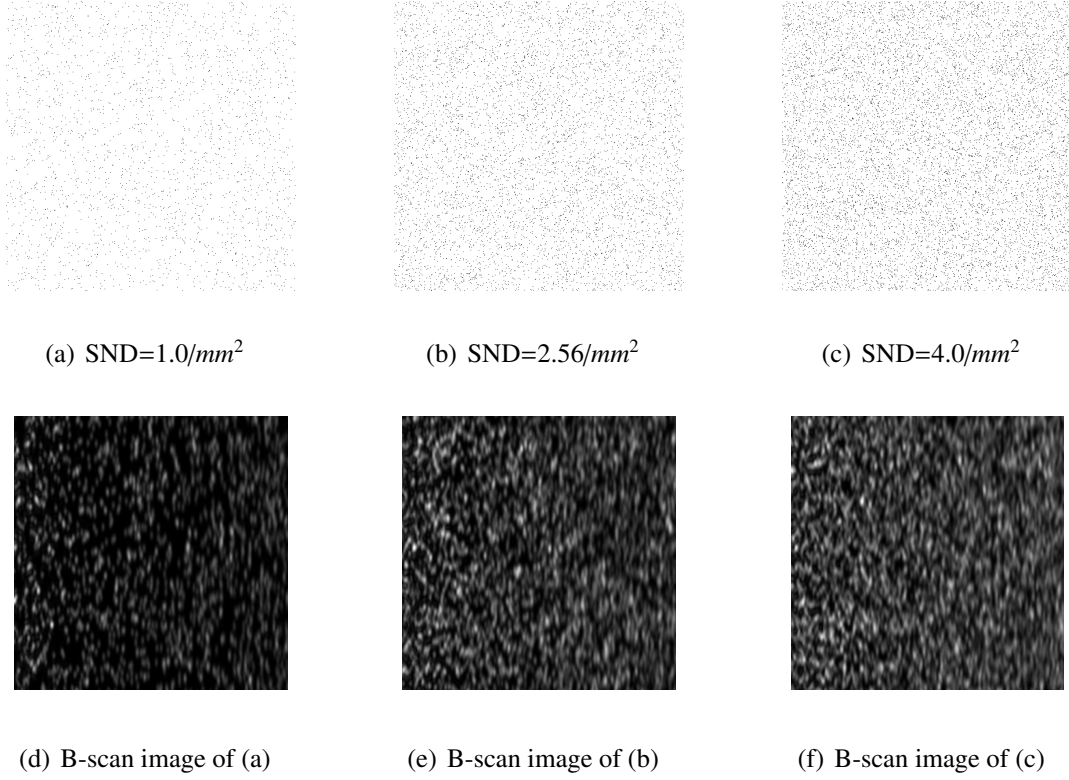 (a) SND=1.0/mm²
(b) SND=2.56/mm²
(c) SND=4.0/mm²
(d) B-scan image of (a)
(e) B-scan image of (b)
(f) B-scan image of (c)